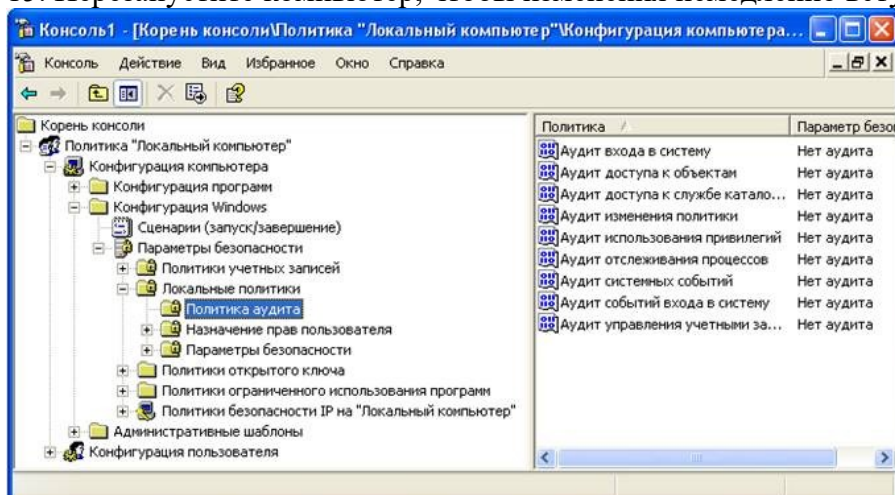 Перезапустите компьютер, чтобы изменения немедленно
Консоль1 - [Корень консоли\Политика "Локальный компьютер"\Конфигурация компьютера...
Консоль Действие Вид Избранное Окно Справка
Корень консоли
Политика "Локальный компьютер"
Конфигурация компьютера
Конфигурация программ
Конфигурация Windows
Сценарии (запуск/завершение)
Параметры безопасности
Политики учетных записей
Локальные политики
Политика аудита
Назначение прав пользователя
Параметры безопасности
Политики открытого ключа
Политики ограниченного использования программ
Политики безопасности IP на "Локальный компьютер"
Административные шаблоны
Конфигурация пользователя
Политика Параметр безо
Аудит входа в систему Нет аудита
Аудит доступа к объектам Нет аудита
Аудит доступа к службе катало... Нет аудита
Аудит изменения политики Нет аудита
Аудит использования привилегий Нет аудита
Аудит отслеживания процессов Нет аудита
Аудит системных событий Нет аудита
Аудит событий входа в систему Нет аудита
Аудит управления учетными за... Нет аудита